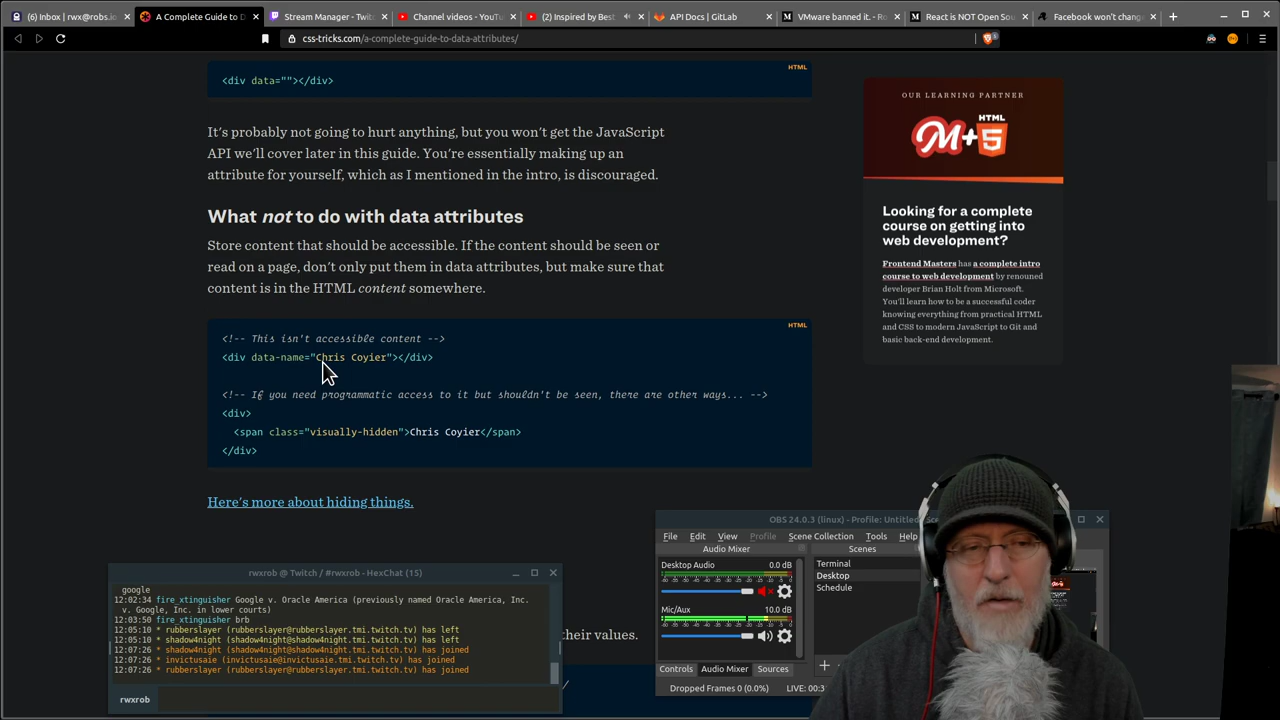 (6) Inbox | rwx@robs.io
A Complete Guide to D
Stream Manager - Twitc
Channel videos - YouTu
(2) Inspired by Best
API Docs | GitLab
VMware banned it. - Ro
React is NOT Open Sou
Facebook won't chang
css-tricks.com/a-complete-guide-to-data-attributes/
HTML
<div data=""></div>
It's probably not going to hurt anything, but you won't get the JavaScript
API we'll cover later in this guide. You're essentially making up an
attribute for yourself, which as I mentioned in the intro, is discouraged.
What not to do with data attributes
Store content that should be accessible. If the content should be seen or
read on a page, don't only put them in data attributes, but make sure that
content is in the HTML content somewhere.
HTML
<!-- This isn't accessible content -->
<div data-name="Chris Coyier"></div>
<!-- If you need programmatic access to it but shouldn't be seen, there are other ways... -->
<div>
<span class="visually-hidden">Chris Coyier</span>
</div>
Here's more about hiding things.
their values.
OUR LEARNING PARTNER
M+5
HTML
Looking for a complete
course on getting into
web development?
Frontend Masters has a complete intro
course to web development by renouned
developer Brian Holt from Microsoft.
You'll learn how to be a successful coder
knowing everything from practical HTML
and CSS to modern JavaScript to Git and
basic back-end development.
rwxrob @ Twitch / #rwxrob - HexChat (15)
google
12:02:34 fire_xtinguisher Google v. Oracle America (previously named Oracle America, Inc.
v. Google, Inc. in lower courts)
12:03:50 fire_xtinguisher brb
12:05:10 * rubberslayer (rubberslayer@rubberslayer.tmi.twitch.tv) has left
12:05:10 * shadow4night (shadow4night@shadow4night.tmi.twitch.tv) has left
12:07:26 * shadow4night (shadow4night@shadow4night.tmi.twitch.tv) has joined
12:07:26 * invictusaie (invictusaie@invictusaie.tmi.twitch.tv) has joined
12:07:26 * rubberslayer (rubberslayer@rubberslayer.tmi.twitch.tv) has joined
rwxrob
OBS 24.0.3 (linux) - Profile: Untitled
File Edit View Profile Scene Collection Tools Help
Audio Mixer
Scenes
Desktop Audio 0.0 dB
Mic/Aux 10.0 dB
Terminal
Desktop
Schedule
Controls Audio Mixer Sources
Dropped Frames 0 (0.0%)
LIVE: 00:3